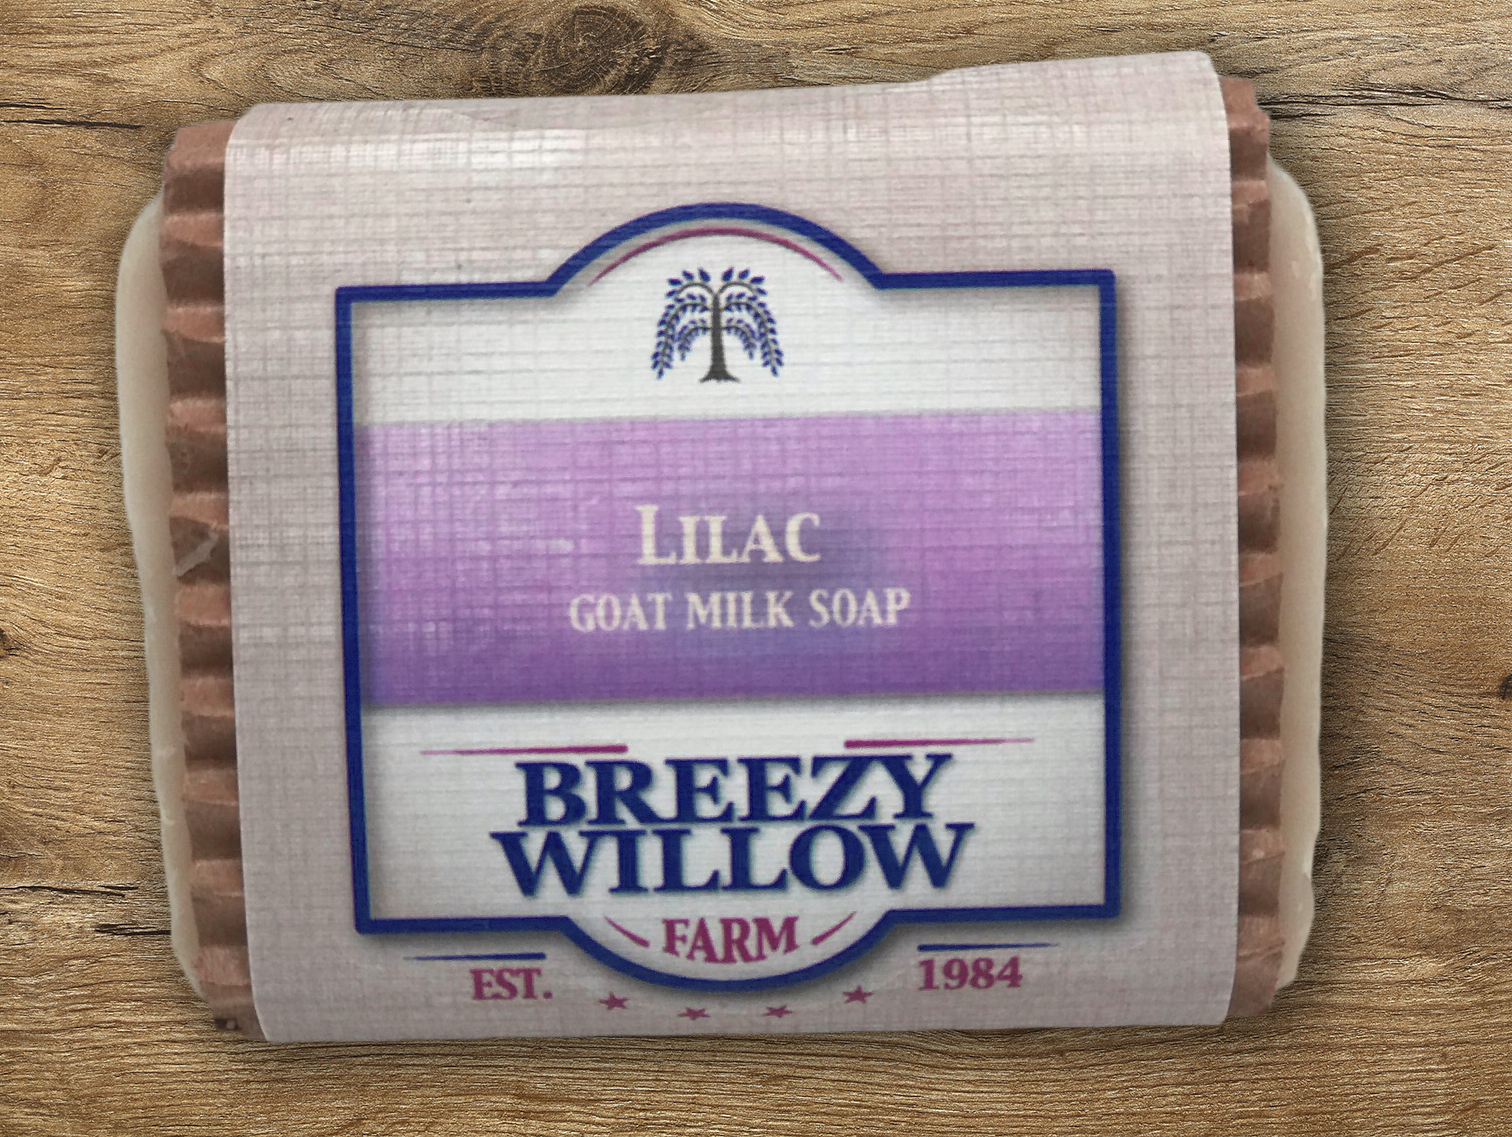 LILAC
GOAT MILK SOAP
BREEZY
WILLOW
FARM
EST. 1984